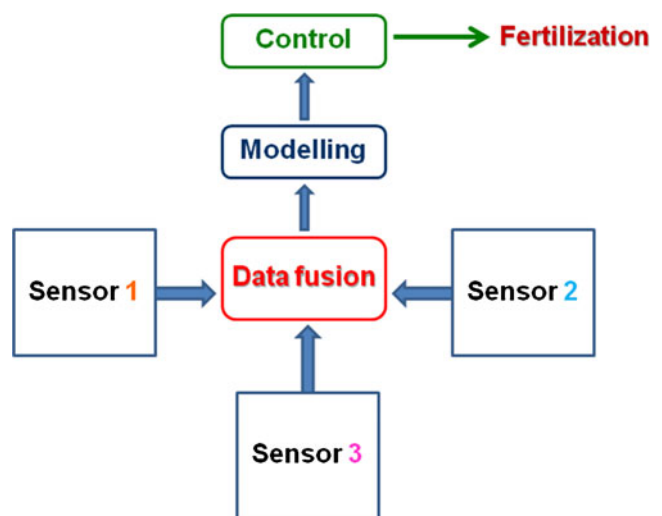 Control
Fertilization
Modelling
Data fusion
Sensor 1
Sensor 2
Sensor 3